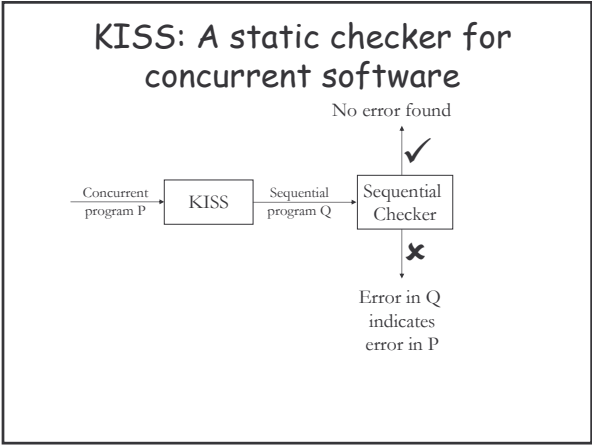 KISS: A static checker for
concurrent software
No error found
✓
Concurrent
program P
KISS
Sequential
program Q
Sequential
Checker
✗
Error in Q
indicates
error in P